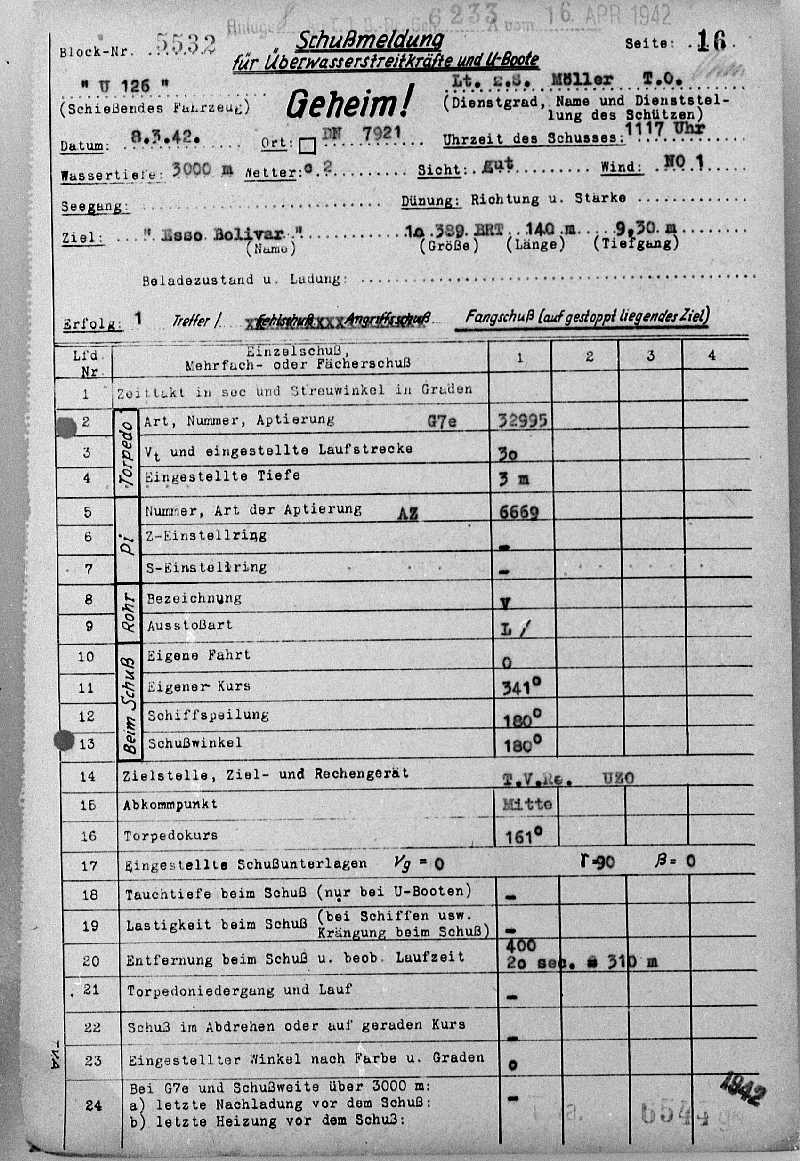 Anlage 6233 A vom 16. APR 1942
Block-Nr. 5532 Schußmeldung Seite: 16.
für Überwasserstreitkräfte und U-Boote
" U 126 " Geheim! Lt. z.S. Möller T.O.
(Schießendes Fahrzeug) (Dienstgrad, Name und Dienststel-
lung des Schützen)
Datum: 8.3.42. Ort: DN 7921 Uhrzeit des Schusses: 1117 Uhr
Wassertiefe: 3000 m Wetter: o.2 Sicht: gut Wind: NO 1
Seegang: Dünung: Richtung u. Stärke
Ziel: " Esso Bolivar " 1o.389.BRT 140 m 9,30 m
(Name) (Größe) (Länge) (Tiefgang)
Beladezustand u. Ladung:
Erfolg: 1 Treffer / Fehlschuß Angriffsschuß Fangschuß (auf gestoppt liegendes Ziel)
Lfd Nr Einzelschuß, Mehrfach- oder Fächerschuß 1 2 3 4
1 Zeittakt in sec und Streuwinkel in Graden
Torpedo
2 Art, Nummer, Aptierung G7e 32995
3 Vt und eingestellte Laufstrecke 3o
4 Eingestellte Tiefe 3 m
Pi
5 Nummer, Art der Aptierung AZ 6669
6 Z-Einstellring -
7 S-Einstellring -
Rohr
8 Bezeichnung V
9 Ausstoßart L /
Beim Schuß
10 Eigene Fahrt 0
11 Eigener Kurs 341°
12 Schiffspeilung 180°
13 Schußwinkel 180°
14 Zielstelle, Ziel- und Rechengerät T.V.Re. UZO
15 Abkommpunkt Mitte
16 Torpedokurs 161°
17 Eingestellte Schußunterlagen Vg = 0 γ=90 β= 0
18 Tauchtiefe beim Schuß (nur bei U-Booten) -
19 Lastigkeit beim Schuß (bei Schiffen usw. Krängung beim Schuß) -
20 Entfernung beim Schuß u. beob. Laufzeit 400
2o sec. = 310 m
21 Torpedoniedergang und Lauf -
22 Schuß im Abdrehen oder auf geraden Kurs -
23 Eingestellter Winkel nach Farbe u. Graden o
24 Bei G7e und Schußweite über 3000 m: -
a) letzte Nachladung vor dem Schuß:
b) letzte Heizung vor dem Schuß:
1942
6544
TVA